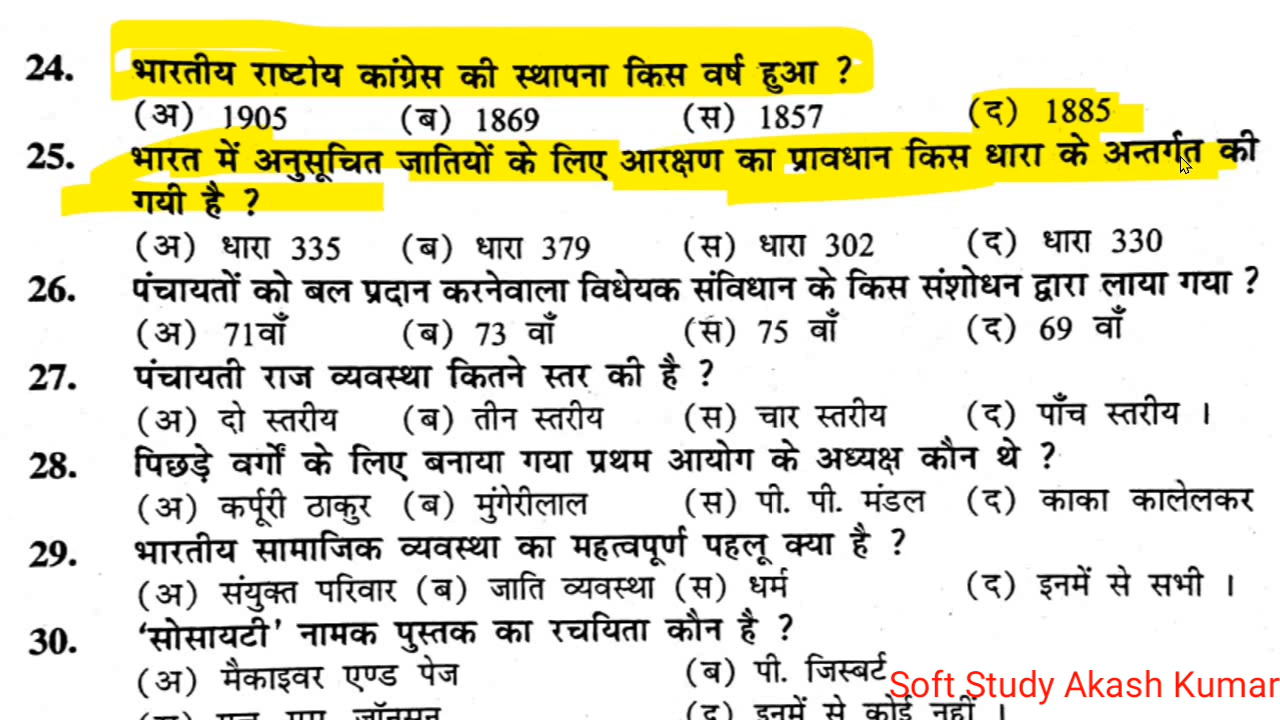 24. भारतीय राष्टीय कांग्रेस की स्थापना किस वर्ष हुआ ?
(अ) 1905 (ब) 1869 (स) 1857 (द) 1885
25. भारत में अनुसूचित जातियों के लिए आरक्षण का प्रावधान किस धारा के अन्तर्गत की
गयी है ?
(अ) धारा 335 (ब) धारा 379 (स) धारा 302 (द) धारा 330
26. पंचायतों को बल प्रदान करनेवाला विधेयक संविधान के किस संशोधन द्वारा लाया गया ?
(अ) 71वाँ (ब) 73 वाँ (स) 75 वाँ (द) 69 वाँ
27. पंचायती राज व्यवस्था कितने स्तर की है ?
(अ) दो स्तरीय (ब) तीन स्तरीय (स) चार स्तरीय (द) पाँच स्तरीय ।
28. पिछड़े वर्गों के लिए बनाया गया प्रथम आयोग के अध्यक्ष कौन थे ?
(अ) कर्पूरी ठाकुर (ब) मुंगेरीलाल (स) पी. पी. मंडल (द) काका कालेलकर
29. भारतीय सामाजिक व्यवस्था का महत्वपूर्ण पहलू क्या है ?
(अ) संयुक्त परिवार (ब) जाति व्यवस्था (स) धर्म (द) इनमें से सभी ।
30. ‘सोसायटी’ नामक पुस्तक का रचयिता कौन है ?
(अ) मैकाइवर एण्ड पेज (ब) पी. जिस्बर्ट
Soft Study Akash Kumar
(द) इनमें से कोई नहीं ।